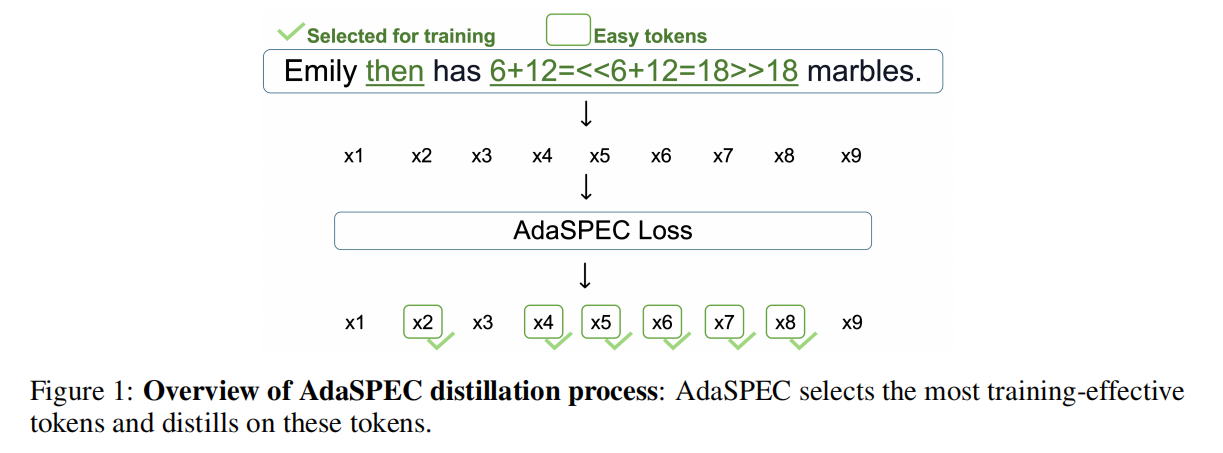 Selected for training Easy tokens
Emily then has 6+12=<<6+12=18>>18 marbles.
x1 x2 x3 x4 x5 x6 x7 x8 x9
AdaSPEC Loss
x1 x2 x3 x4 x5 x6 x7 x8 x9
Figure 1: Overview of AdaSPEC distillation process: AdaSPEC selects the most training-effective
tokens and distills on these tokens.